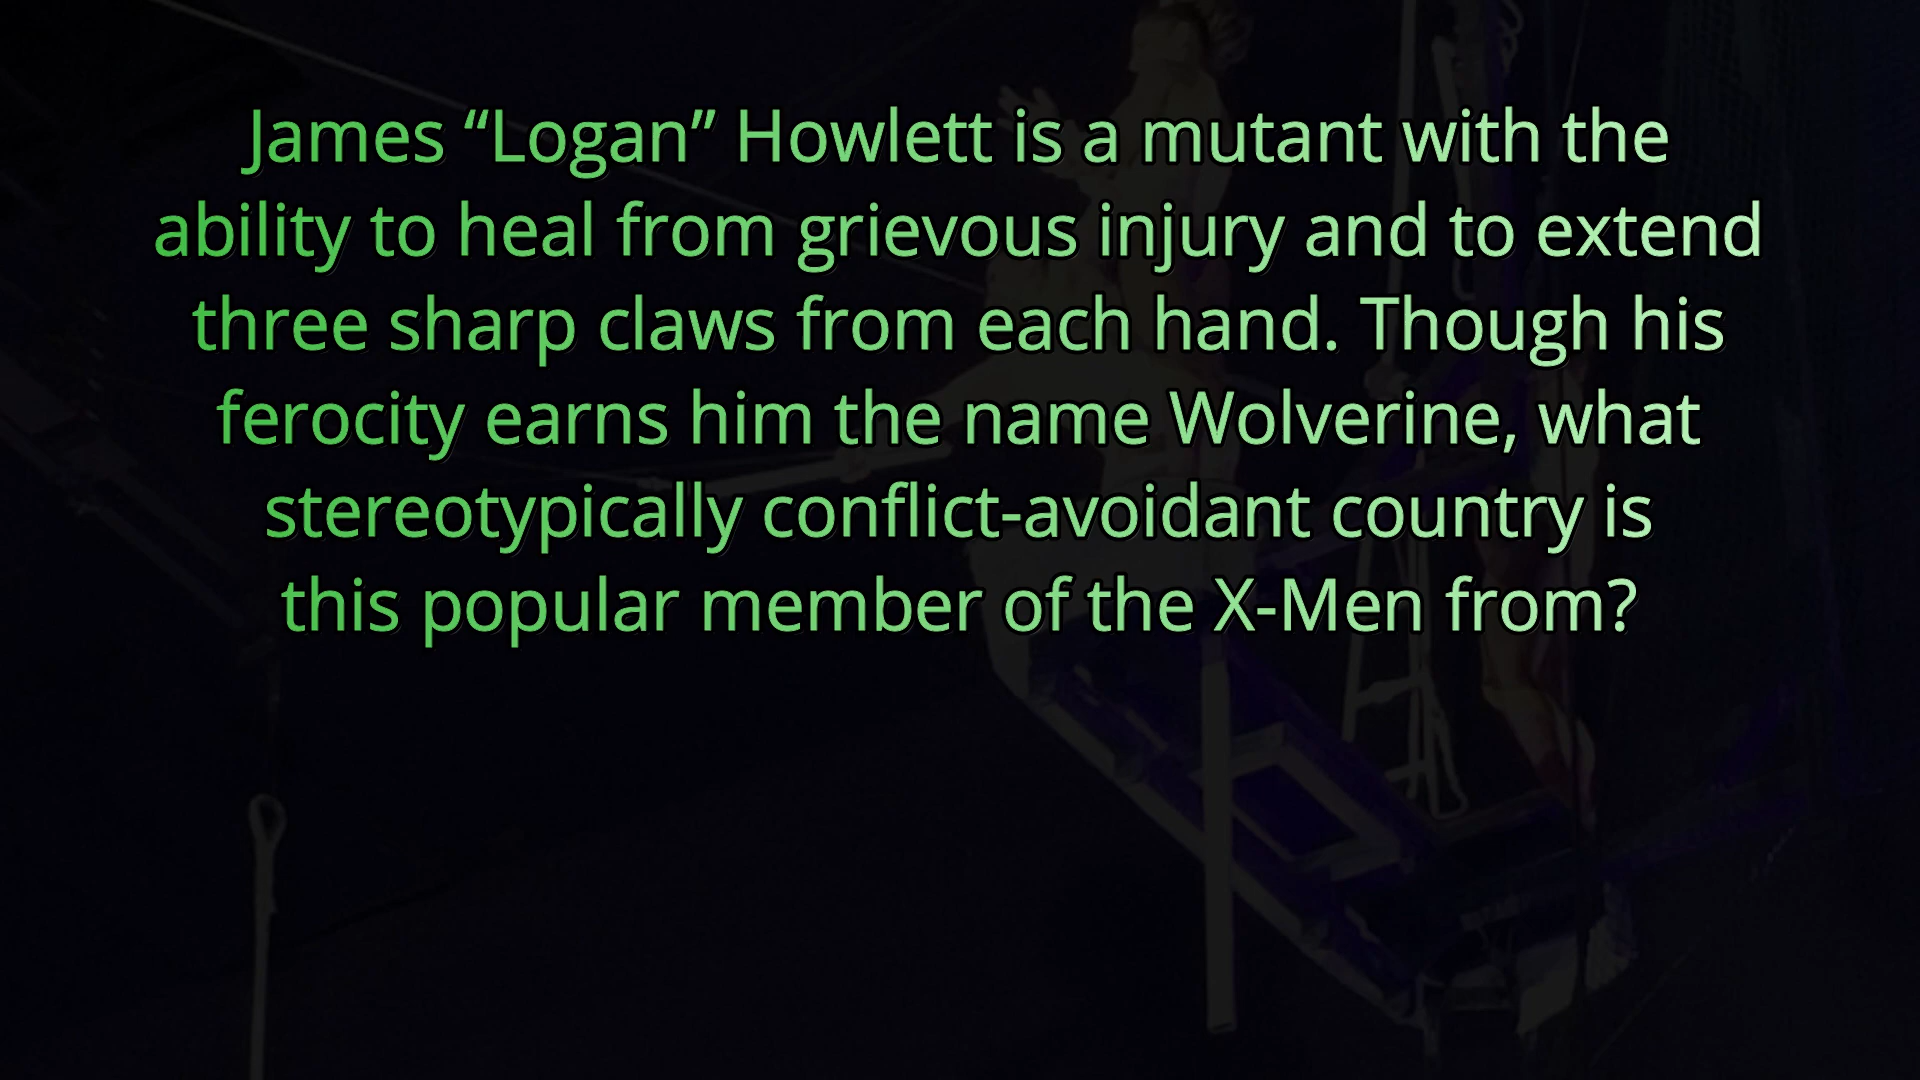 James “Logan” Howlett is a mutant with the
ability to heal from grievous injury and to extend
three sharp claws from each hand. Though his
ferocity earns him the name Wolverine, what
stereotypically conflict-avoidant country is
this popular member of the X-Men from?